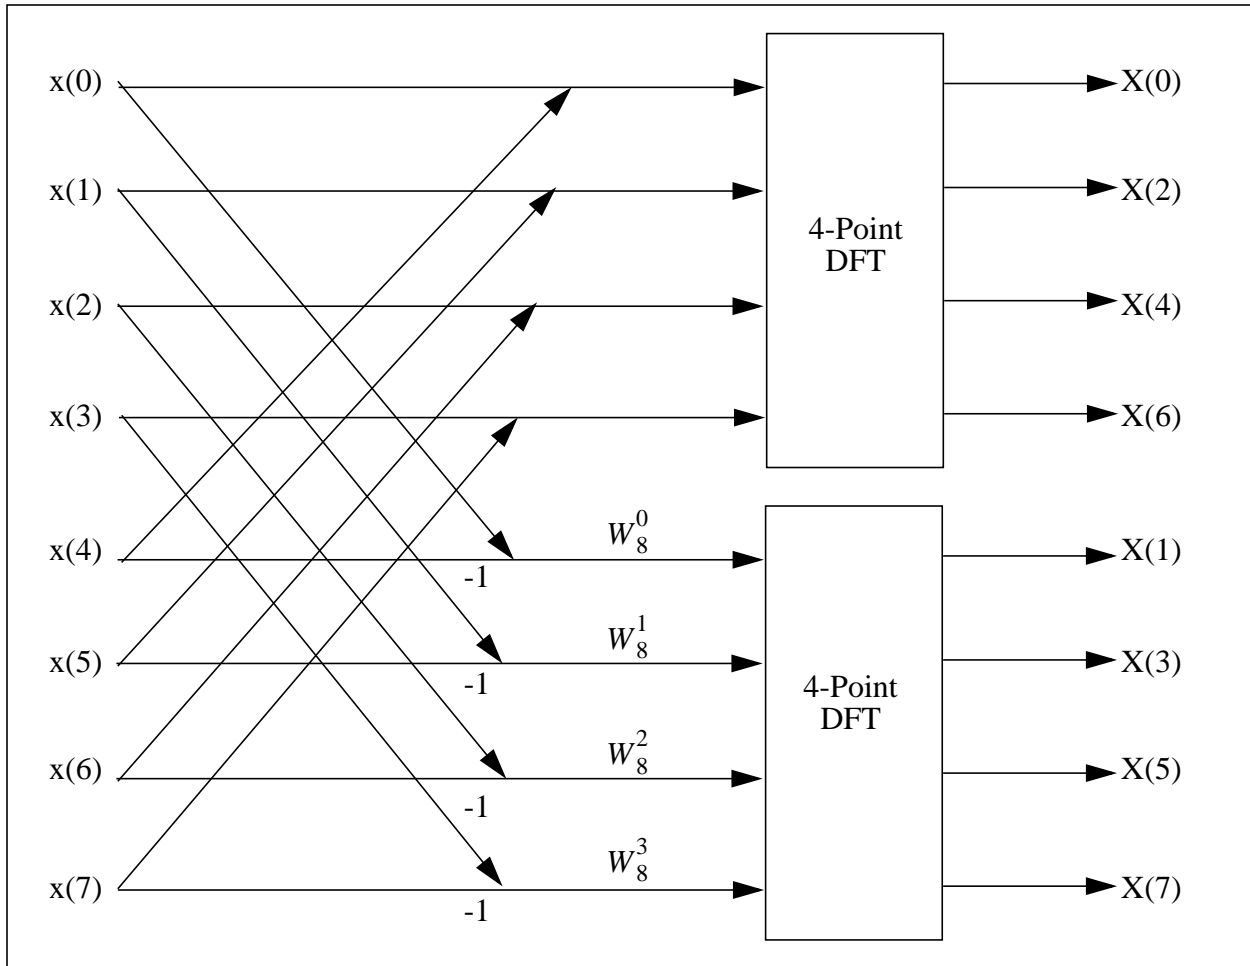 x(0) X(0)
x(1) X(2)
4-Point
DFT
x(2) X(4)
x(3) X(6)
x(4) -1 W_8^0 X(1)
x(5) -1 W_8^1 X(3)
4-Point
DFT
x(6) -1 W_8^2 X(5)
x(7) -1 W_8^3 X(7)